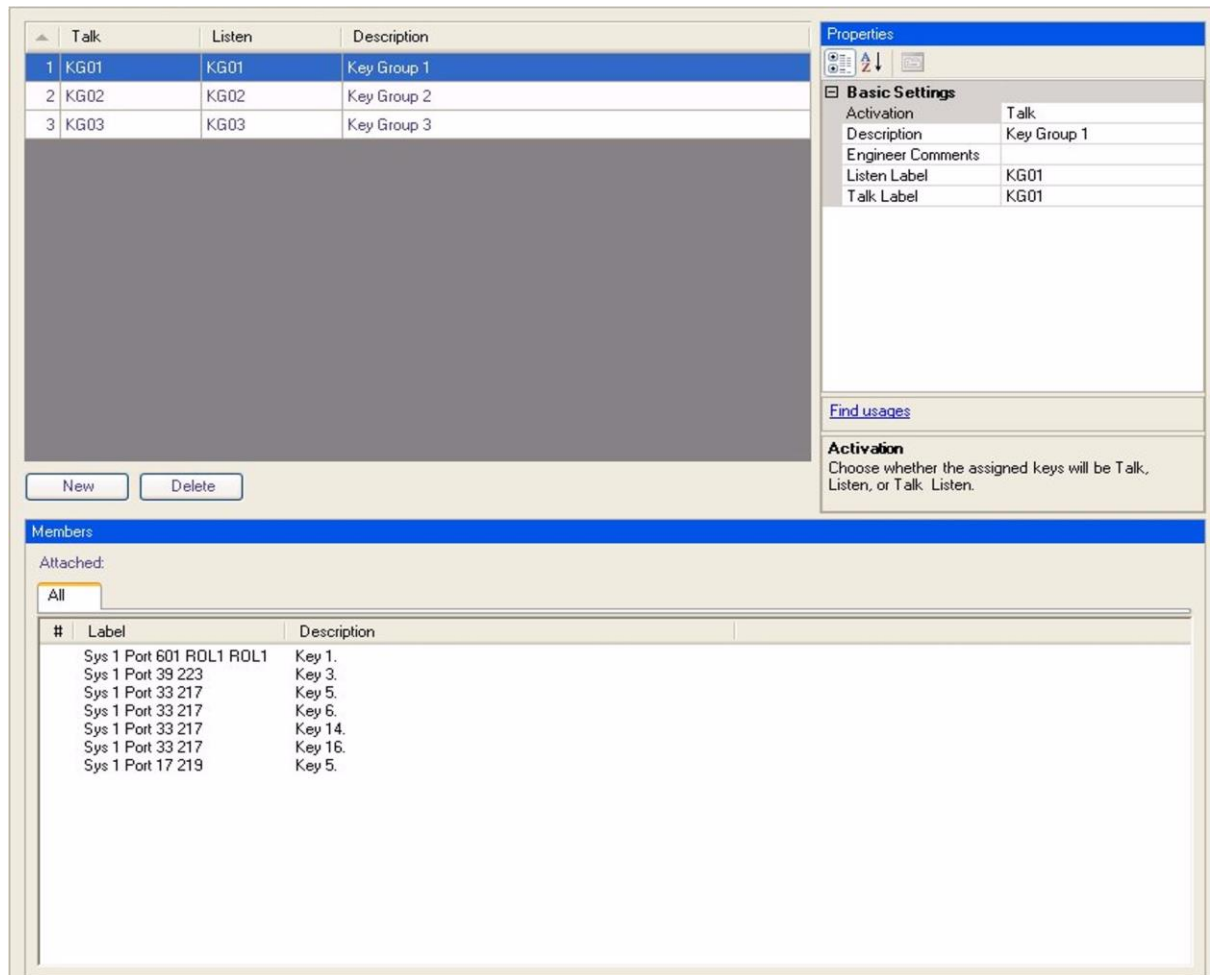 Talk Listen Description
1 KG01 KG01 Key Group 1
2 KG02 KG02 Key Group 2
3 KG03 KG03 Key Group 3
New Delete
Properties
A
Z
Basic Settings
Activation Talk
Description Key Group 1
Engineer Comments
Listen Label KG01
Talk Label KG01
Find usages
Activation
Choose whether the assigned keys will be Talk,
Listen, or Talk Listen.
Members
Attached:
All
# Label Description
Sys 1 Port 601 ROL1 ROL1 Key 1.
Sys 1 Port 39 223 Key 3.
Sys 1 Port 33 217 Key 5.
Sys 1 Port 33 217 Key 6.
Sys 1 Port 33 217 Key 14.
Sys 1 Port 33 217 Key 16.
Sys 1 Port 17 219 Key 5.